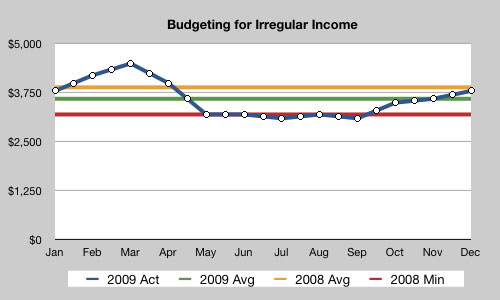 Budgeting for Irregular Income
$5,000
$3,750
$2,500
$1,250
$0
Jan Feb Mar Apr May Jun Jul Aug Sep Oct Nov Dec
2009 Act 2009 Avg 2008 Avg 2008 Min